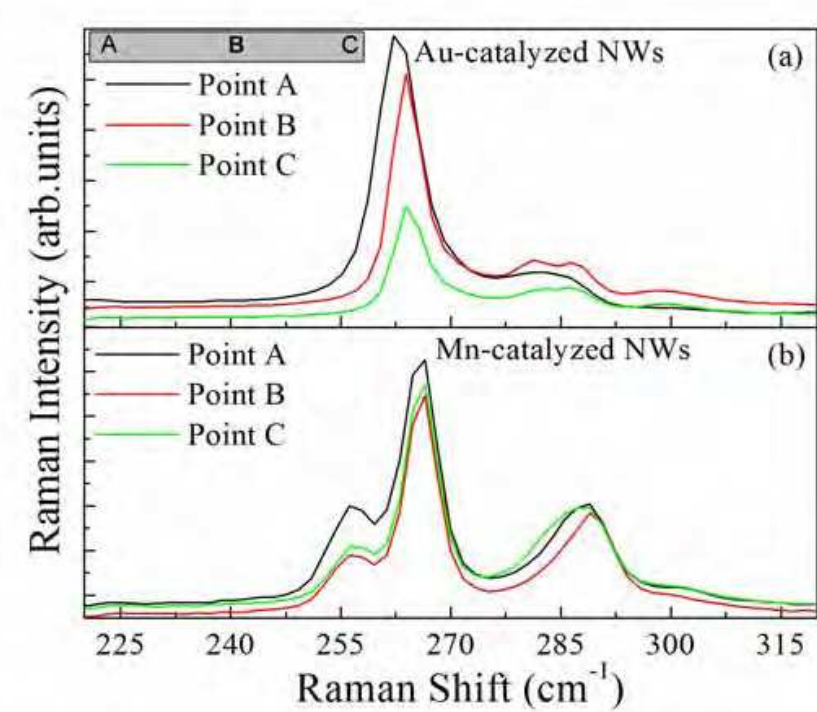 A B C
Au-catalyzed NWs (a)
Point A
Point B
Point C
Raman Intensity (arb.units)
Mn-catalyzed NWs (b)
Point A
Point B
Point C
225 240 255 270 285 300 315
Raman Shift (cm⁻¹)